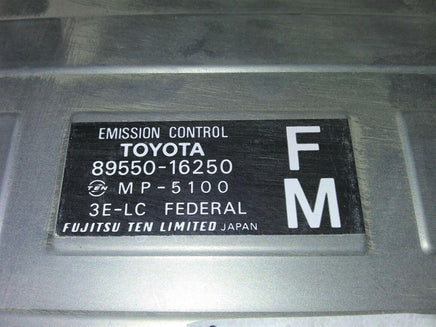 EMISSION CONTROL
TOYOTA
89550-16250
TEN MP-5100
3E-LC FEDERAL
FUJITSU TEN LIMITED JAPAN
F
M